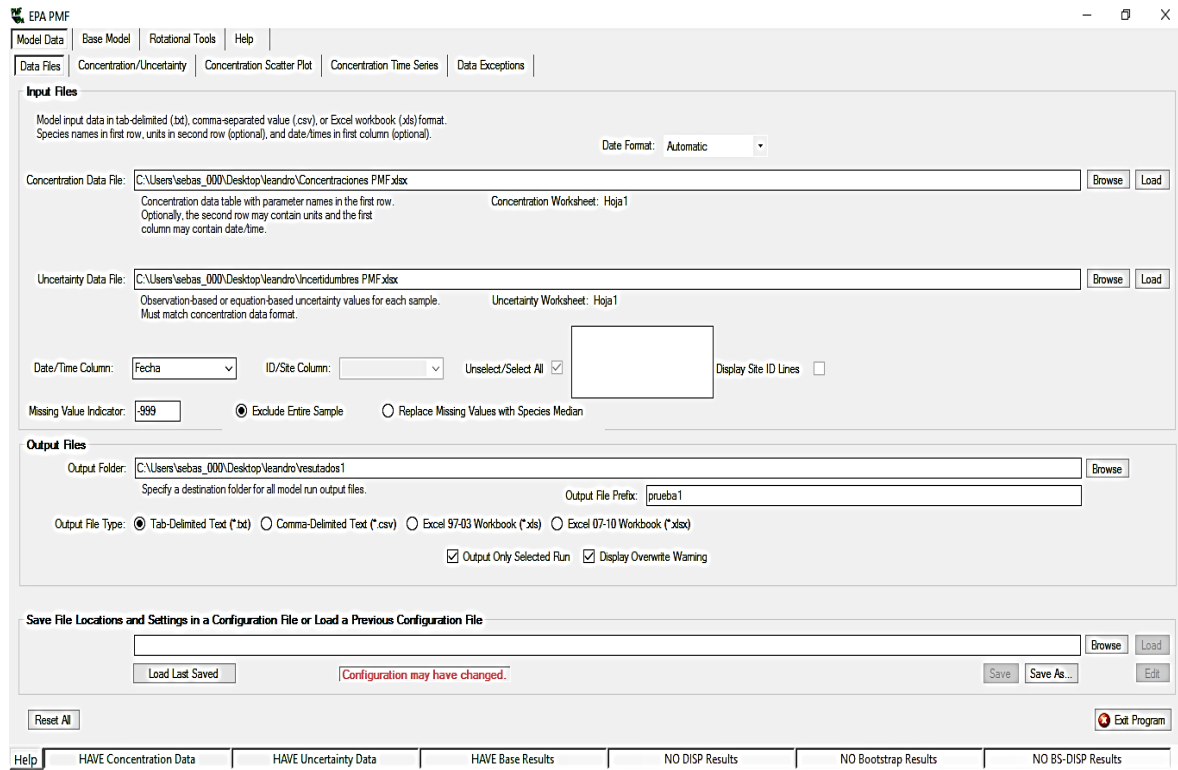 EPA PMF
Model Data Base Model Rotational Tools Help
Data Files Concentration/Uncertainty Concentration Scatter Plot Concentration Time Series Data Exceptions
Input Files
Model input data in tab-delimited (.txt), comma-separated value (.csv), or Excel workbook (.xls) format.
Species names in first row, units in second row (optional), and date/times in first column (optional).
Date Format: Automatic
Concentration Data File: C:\Users\sebas_000\Desktop\leandro\Concentraciones PMF.xlsx Browse Load
Concentration data table with parameter names in the first row. Concentration Worksheet: Hoja1
Optionally, the second row may contain units and the first
column may contain date/time.
Uncertainty Data File: C:\Users\sebas_000\Desktop\leandro\Incertidumbres PMF.xlsx Browse Load
Observation-based or equation-based uncertainty values for each sample. Uncertainty Worksheet: Hoja1
Must match concentration data format.
Date/Time Column: Fecha ID/Site Column: Unselect/Select All Display Site ID Lines
Missing Value Indicator: -999 Exclude Entire Sample Replace Missing Values with Species Median
Output Files
Output Folder: C:\Users\sebas_000\Desktop\leandro\resutados1 Browse
Specify a destination folder for all model run output files. Output File Prefix: prueba1
Output File Type: Tab-Delimited Text (*.txt) Comma-Delimited Text (*.csv) Excel 97-03 Workbook (*.xls) Excel 07-10 Workbook (*.xlsx)
Output Only Selected Run Display Overwrite Warning
Save File Locations and Settings in a Configuration File or Load a Previous Configuration File
Browse Load
Load Last Saved Configuration may have changed. Save Save As... Edit
Reset All Exit Program
Help HAVE Concentration Data HAVE Uncertainty Data HAVE Base Results NO DISP Results NO Bootstrap Results NO BS-DISP Results